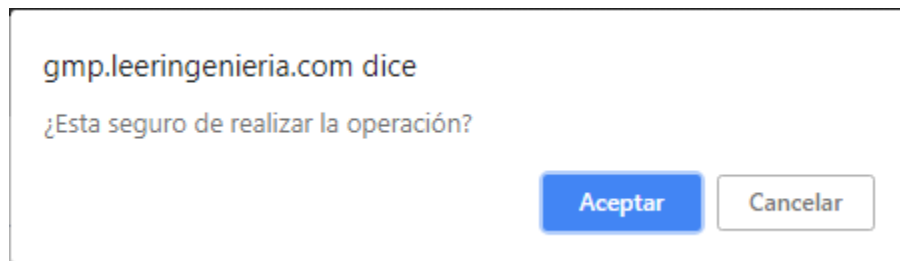 gmp.leeringenieria.com dice
¿Esta seguro de realizar la operación?
Aceptar Cancelar